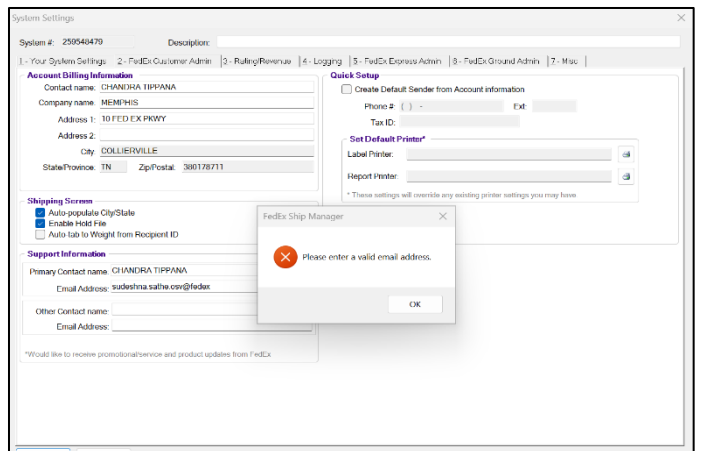 System Settings
System #: 259548479 Description:
1 - Your System Settings 2 - FedEx Customer Admin 3 - Rating/Revenue 4 - Logging 5 - FedEx Express Admin 6 - FedEx Ground Admin 7 - Misc
Account Billing Information
Contact name: CHANDRA TIPPANA
Company name: MEMPHIS
Address 1: 10 FED EX PKWY
Address 2:
City: COLLIERVILLE
State/Province: TN Zip/Postal: 380178711
Quick Setup
Create Default Sender from Account information
Phone #: ( ) - Ext:
Tax ID:
Set Default Printer*
Label Printer:
Report Printer:
* These settings will override any existing printer settings you may have
Shipping Screen
Auto-populate City/State
Enable Hold File
Auto-tab to Weight from Recipient ID
Support Information
Primary Contact name: CHANDRA TIPPANA
Email Address: sudeshna.sathe.osv@fedex
Other Contact name:
Email Address:
*Would like to receive promotional/service and product updates from FedEx
FedEx Ship Manager
Please enter a valid email address.
OK